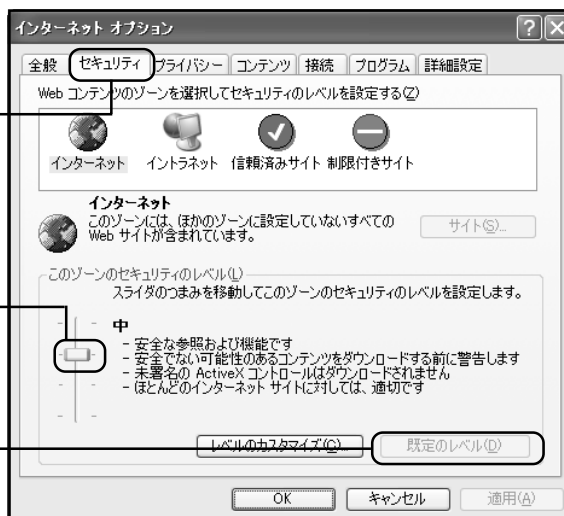 インターネット オプション
全般 セキュリティ プライバシー コンテンツ 接続 プログラム 詳細設定
Web コンテンツのゾーンを選択してセキュリティのレベルを設定する(Z)
インターネット イントラネット 信頼済みサイト 制限付きサイト
インターネット
このゾーンには、ほかのゾーンに設定していないすべての
Web サイトが含まれています。
サイト(S)...
このゾーンのセキュリティのレベル(L)
スライダのつまみを移動してこのゾーンのセキュリティのレベルを設定します。
中
- 安全な参照および機能です
- 安全でない可能性のあるコンテンツをダウンロードする前に警告します
- 未署名の ActiveX コントロールはダウンロードされません
- ほとんどのインターネット サイトに対しては、適切です
レベルのカスタマイズ(C)... 既定のレベル(D)
OK キャンセル 適用(A)